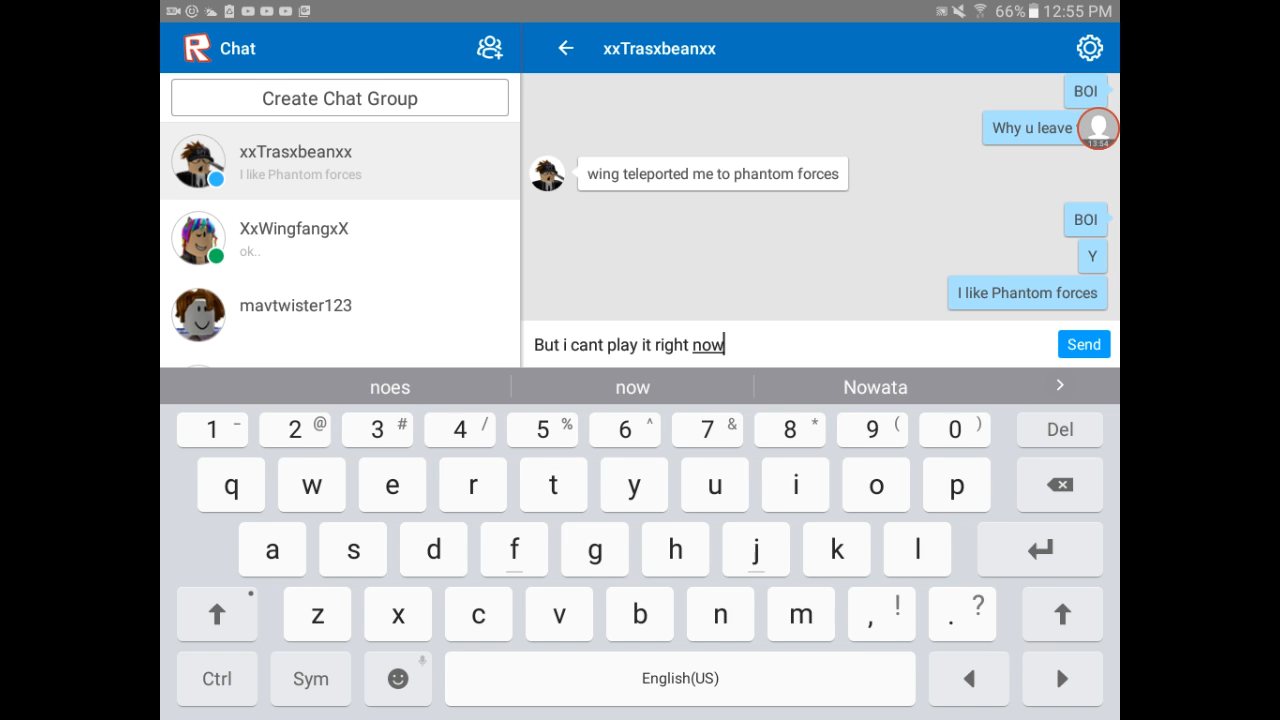 66% 12:55 PM
Chat
xxTrasxbeanxx
Create Chat Group
xxTrasxbeanxx
I like Phantom forces
XxWingfangxX
ok..
mavtwister123
BOI
Why u leave
13:54
wing teleported me to phantom forces
BOI
Y
I like Phantom forces
But i cant play it right now
Send
noes now Nowata
1 - 2 @ 3 # 4 / 5 % 6 ^ 7 & 8 * 9 ( 0 ) Del
q w e r t y u i o p
a s d f g h j k l
z x c v b n m , ! . ?
Ctrl Sym English(US)